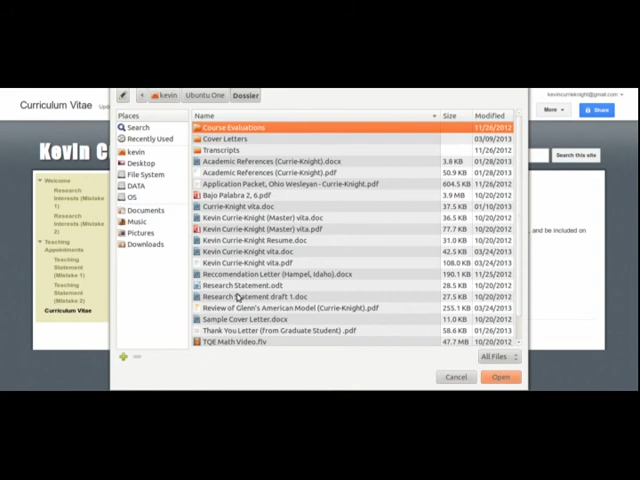 kevincurrieknight@gmail.com
Curriculum Vitae
More
Share
kevin Ubuntu One Dossier
Kevin C
Search this site
Places
Search
Recently Used
kevin
Desktop
File System
DATA
OS
Documents
Music
Pictures
Downloads
Name Size Modified
Course Evaluations 11/26/2012
Cover Letters 03/09/2013
Transcripts 11/26/2012
Academic References (Currie-Knight).docx 3.8 KB 01/28/2013
Academic References (Currie-Knight).pdf 50.9 KB 01/28/2013
Application Packet, Ohio Wesleyan - Currie-Knight.pdf 604.5 KB 11/26/2012
Bajo Palabra 2, 6.pdf 3.9 MB 10/20/2012
Currie-Knight vita.doc 37.5 KB 10/20/2012
Kevin Currie-Knight (Master) vita.doc 36.5 KB 10/20/2012
Kevin Currie-Knight (Master) vita.pdf 77.7 KB 10/20/2012
Kevin Currie-Knight Resume.doc 31.0 KB 10/20/2012
Kevin Currie-Knight vita.doc 42.5 KB 03/24/2013
Kevin Currie-Knight vita.pdf 108.0 KB 03/24/2013
Reccomendation Letter (Hampel, Idaho).docx 190.1 KB 11/25/2012
Research Statement.odt 28.5 KB 10/20/2012
Research Statement draft 1.doc 27.5 KB 10/20/2012
Review of Glenn's American Model (Currie-Knight).pdf 255.1 KB 03/24/2013
Sample Cover Letter.docx 11.0 KB 10/20/2012
Thank You Letter (from Graduate Student) .pdf 58.6 KB 01/23/2013
TQE Math Video.flv 47.7 MB 10/20/2012
All Files
Cancel Open
Welcome
Research
Interests (Mistake
1)
Research
Interests (Mistake
2)
Teaching
Appointments
Teaching
Statement
(Mistake 1)
Teaching
Statement
(Mistake 2)
Curriculum Vitae
, and be included on